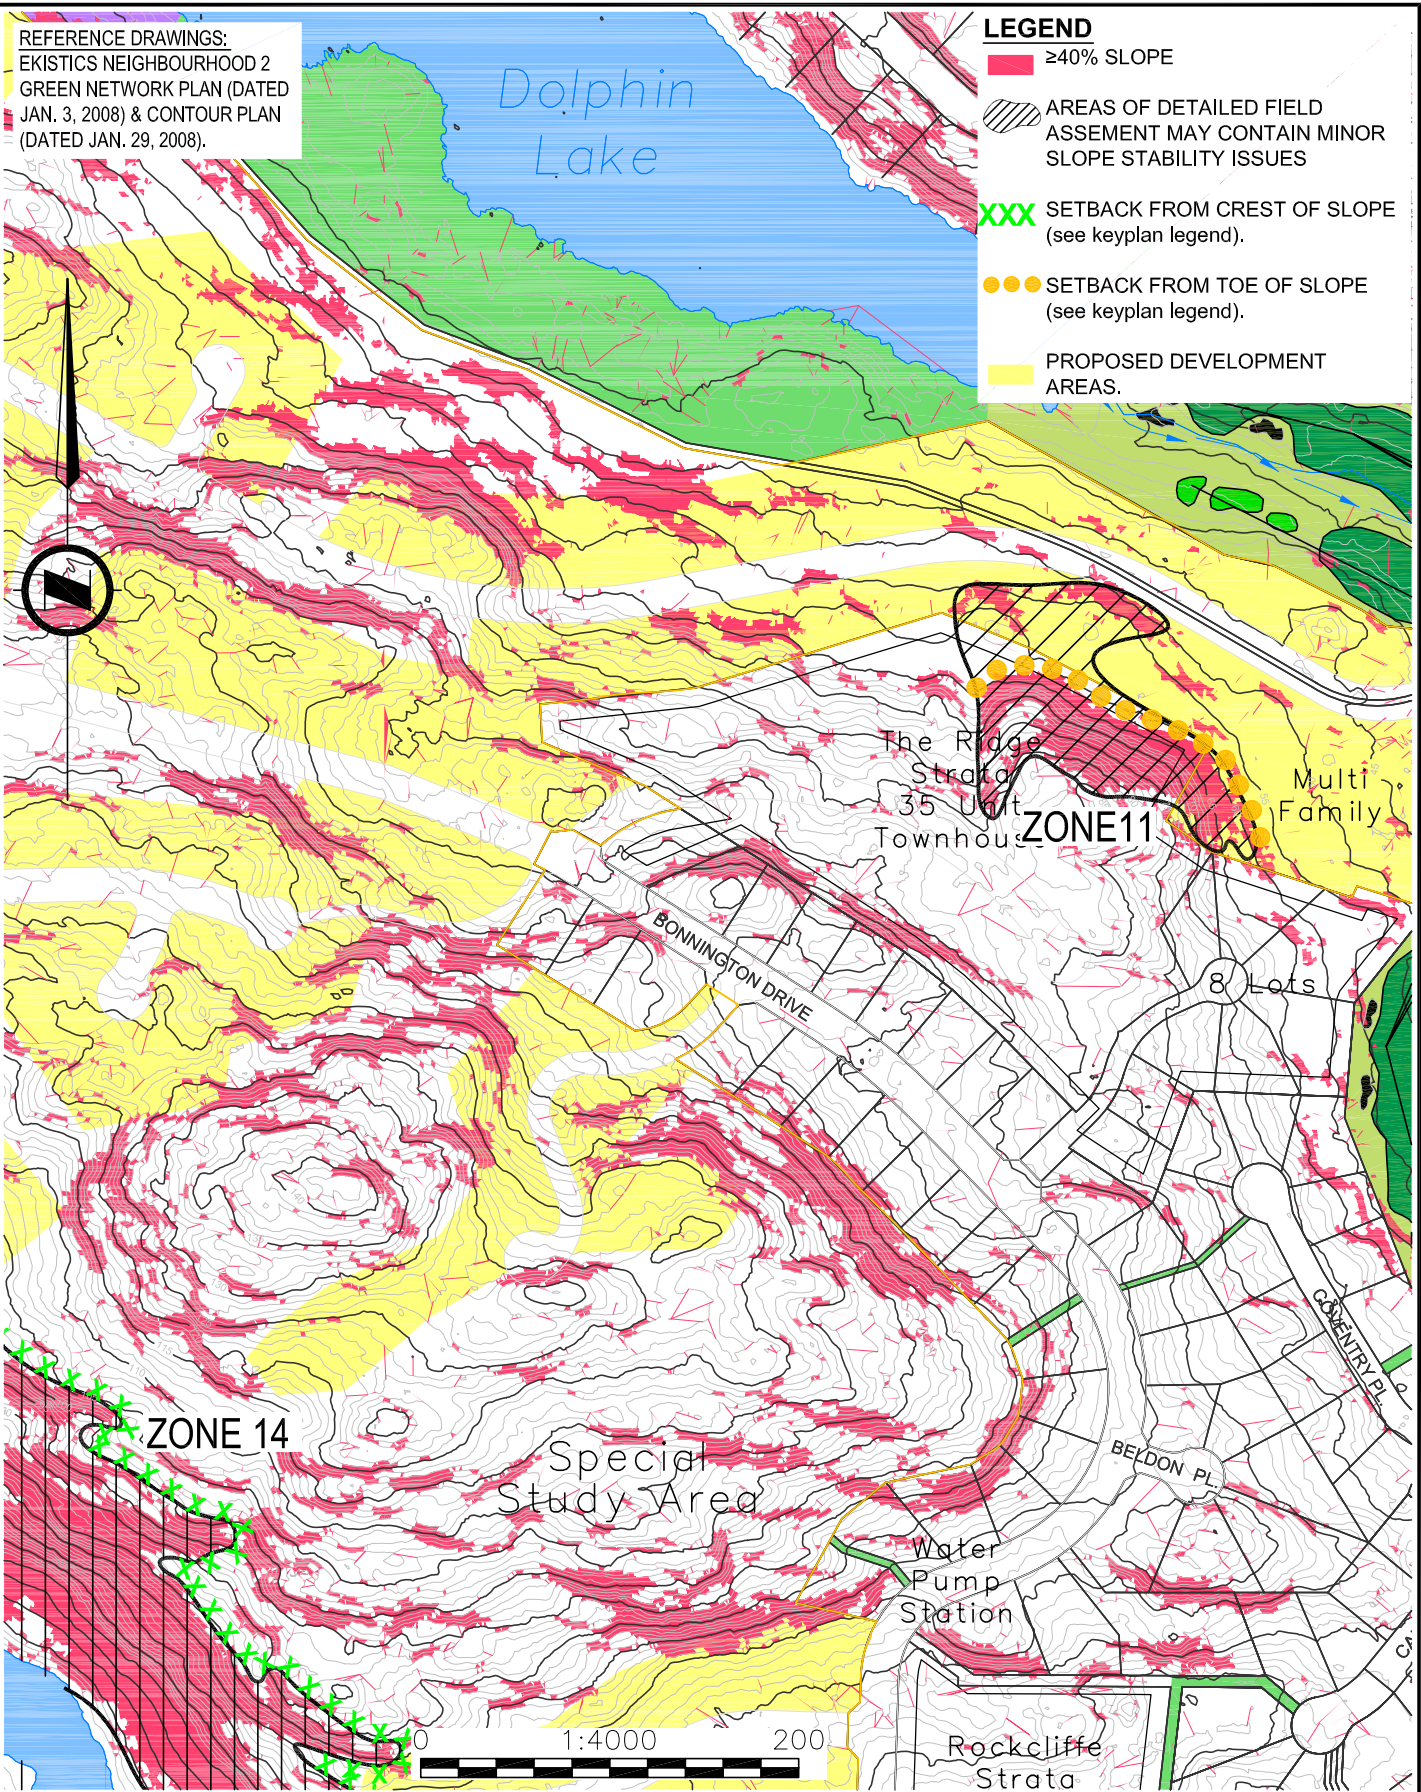 REFERENCE DRAWINGS:
EKISTICS NEIGHBOURHOOD 2
GREEN NETWORK PLAN (DATED
JAN. 3, 2008) & CONTOUR PLAN
(DATED JAN. 29, 2008).
Dolphin
Lake
LEGEND
≥40% SLOPE
AREAS OF DETAILED FIELD
ASSEMENT MAY CONTAIN MINOR
SLOPE STABILITY ISSUES
XXX SETBACK FROM CREST OF SLOPE
(see keyplan legend).
SETBACK FROM TOE OF SLOPE
(see keyplan legend).
PROPOSED DEVELOPMENT
AREAS.
The Ridge
Strata
35 Unit
Townhous
ZONE11
Multi
Family
BONNINGTON DRIVE
8 Lots
COVENTRY PL.
ZONE 14
Special
Study Area
BELDON PL.
Water
Pump
Station
CA
0 1:4000 200
Rockcliffe
Strata